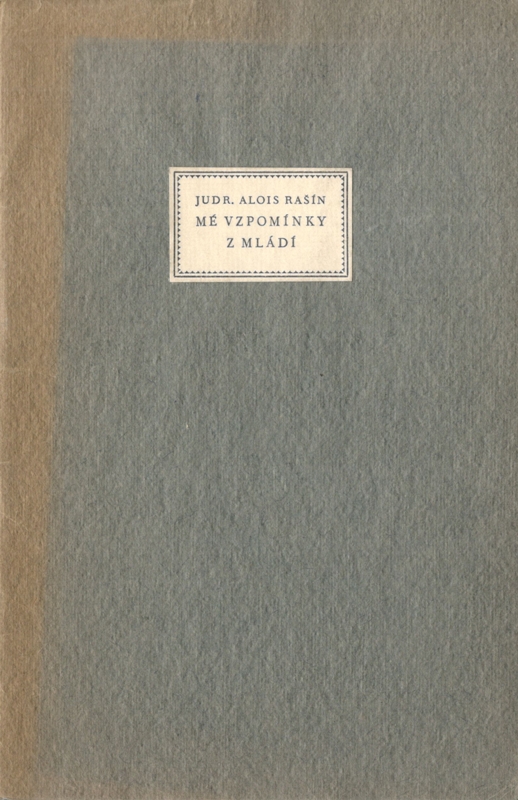 JUDR. ALOIS RAŠÍN
MÉ VZPOMÍNKY
Z MLÁDÍ